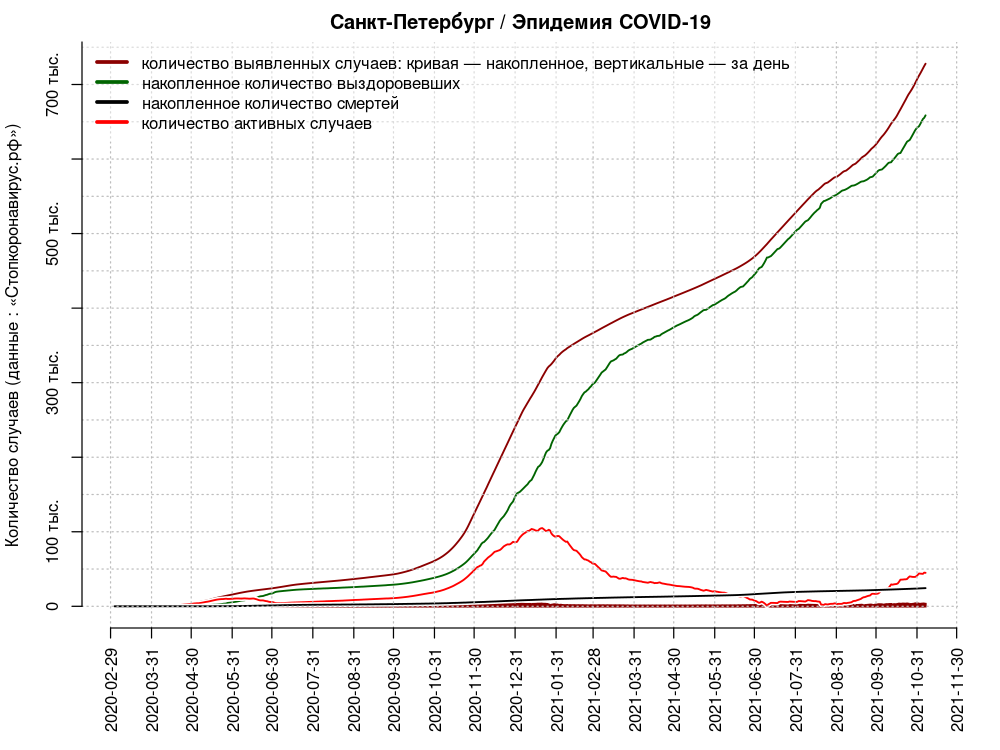 Санкт-Петербург / Эпидемия COVID-19
количество выявленных случаев: кривая — накопленное, вертикальные — за день
накопленное количество выздоровевших
накопленное количество смертей
количество активных случаев
Количество случаев (данные : «Стопкоронавирус.рф»)
700 тыс.
500 тыс.
300 тыс.
100 тыс.
0
2020-02-29
2020-03-31
2020-04-30
2020-05-31
2020-06-30
2020-07-31
2020-08-31
2020-09-30
2020-10-31
2020-11-30
2020-12-31
2021-01-31
2021-02-28
2021-03-31
2021-04-30
2021-05-31
2021-06-30
2021-07-31
2021-08-31
2021-09-30
2021-10-31
2021-11-30